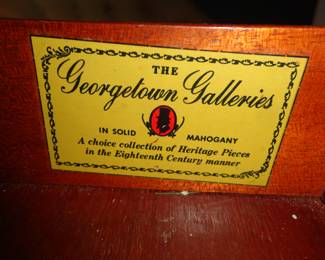 THE
Georgetown Galleries
IN SOLID MAHOGANY
A choice collection of Heritage Pieces
in the Eighteenth Century manner